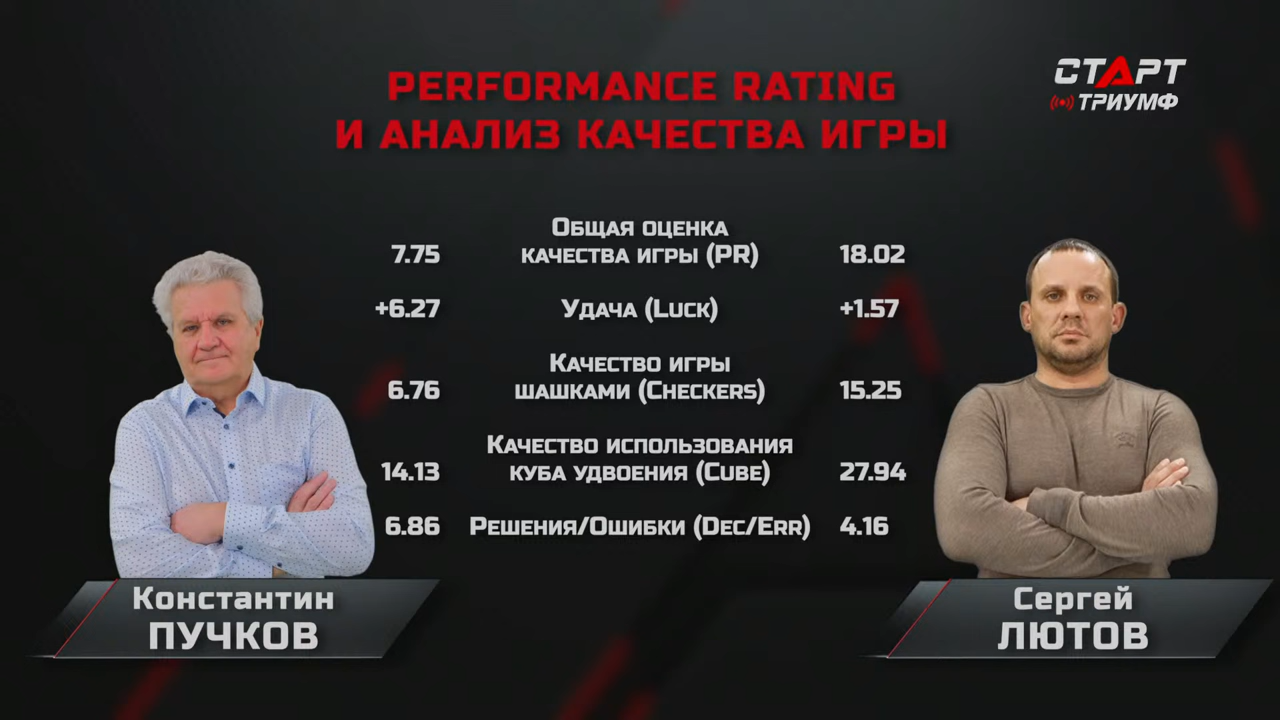 СТАРТ
ТРИУМФ
PERFORMANCE RATING
И АНАЛИЗ КАЧЕСТВА ИГРЫ
Общая оценка
7.75 качества игры (PR) 18.02
+6.27 Удача (Luck) +1.57
Качество игры
6.76 шашками (Checkers) 15.25
Качество использования
14.13 куба удвоения (Cube) 27.94
6.86 Решения/Ошибки (Dec/Err) 4.16
Константин
ПУЧКОВ
Сергей
ЛЮТОВ